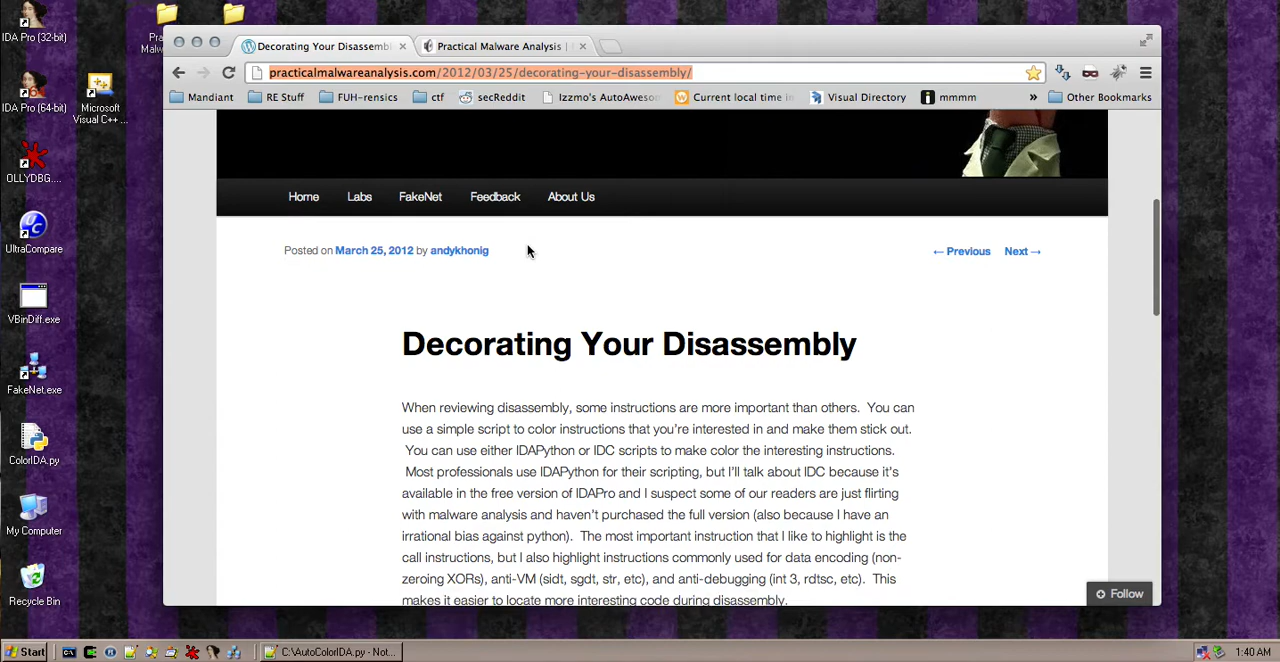 IDA Pro (32-bit)
Prac
Malw
IDA Pro (64-bit)
Microsoft
Visual C++ ...
OLLYDBG....
UltraCompare
VBinDiff.exe
FakeNet.exe
ColorIDA.py
My Computer
Recycle Bin
Decorating Your Disassembl
Practical Malware Analysis |
practicalmalwareanalysis.com/2012/03/25/decorating-your-disassembly/
Mandiant
RE Stuff
FUH-rensics
ctf
secReddit
Izzmo's AutoAweso
Current local time in
Visual Directory
mmmm
»
Other Bookmarks
Home
Labs
FakeNet
Feedback
About Us
Posted on March 25, 2012 by andykhonig
← Previous
Next →
Decorating Your Disassembly
When reviewing disassembly, some instructions are more important than others. You can
use a simple script to color instructions that you're interested in and make them stick out.
You can use either IDAPython or IDC scripts to make color the interesting instructions.
Most professionals use IDAPython for their scripting, but I'll talk about IDC because it's
available in the free version of IDAPro and I suspect some of our readers are just flirting
with malware analysis and haven't purchased the full version (also because I have an
irrational bias against python). The most important instruction that I like to highlight is the
call instructions, but I also highlight instructions commonly used for data encoding (non-
zeroing XORs), anti-VM (sidt, sgdt, str, etc), and anti-debugging (int 3, rdtsc, etc). This
makes it easier to locate more interesting code during disassembly.
Follow
Start
C:\AutoColorIDA.py - Not...
1:40 AM